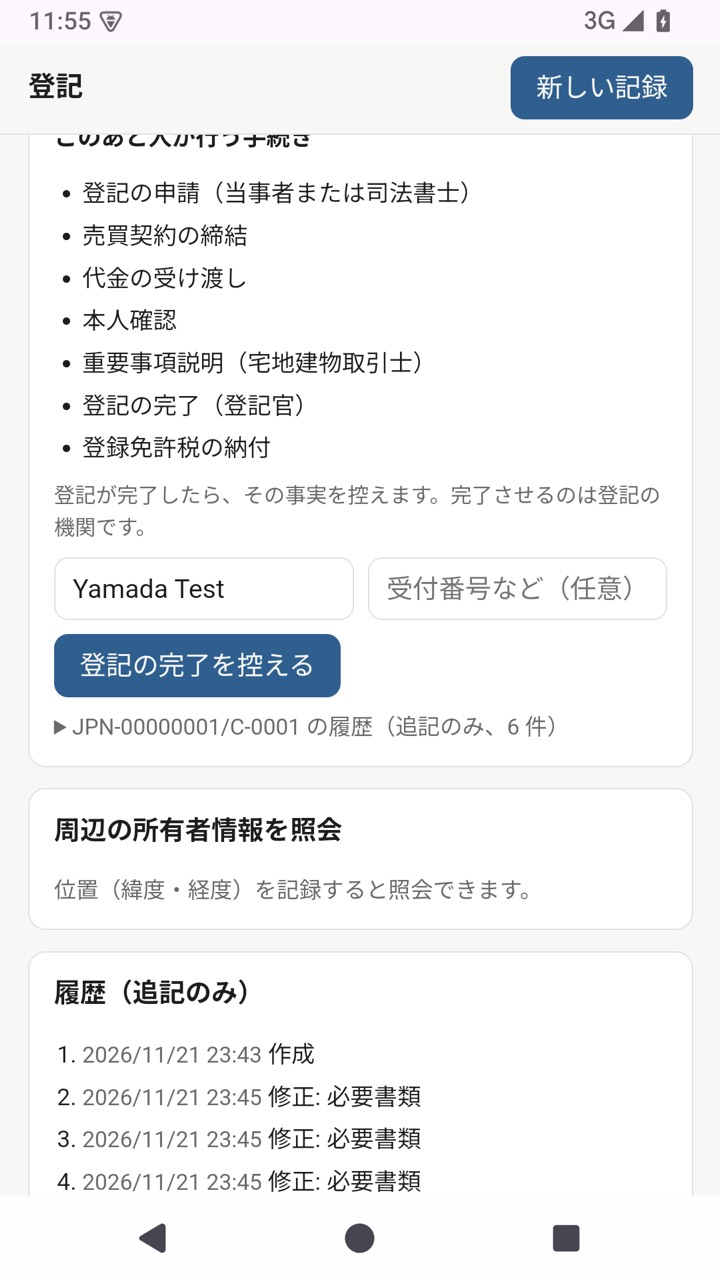 11:55
3G
登記
新しい記録
このあと人が行う手続き
• 登記の申請（当事者または司法書士）
• 売買契約の締結
• 代金の受け渡し
• 本人確認
• 重要事項説明（宅地建物取引士）
• 登記の完了（登記官）
• 登録免許税の納付
登記が完了したら、その事実を控えます。完了させるのは登記の
機関です。
Yamada Test
受付番号など（任意）
登記の完了を控える
▶ JPN-00000001/C-0001 の履歴（追記のみ、6 件）
周辺の所有者情報を照会
位置（緯度・経度）を記録すると照会できます。
履歴（追記のみ）
1. 2026/11/21 23:43 作成
2. 2026/11/21 23:45 修正: 必要書類
3. 2026/11/21 23:45 修正: 必要書類
4. 2026/11/21 23:45 修正: 必要書類